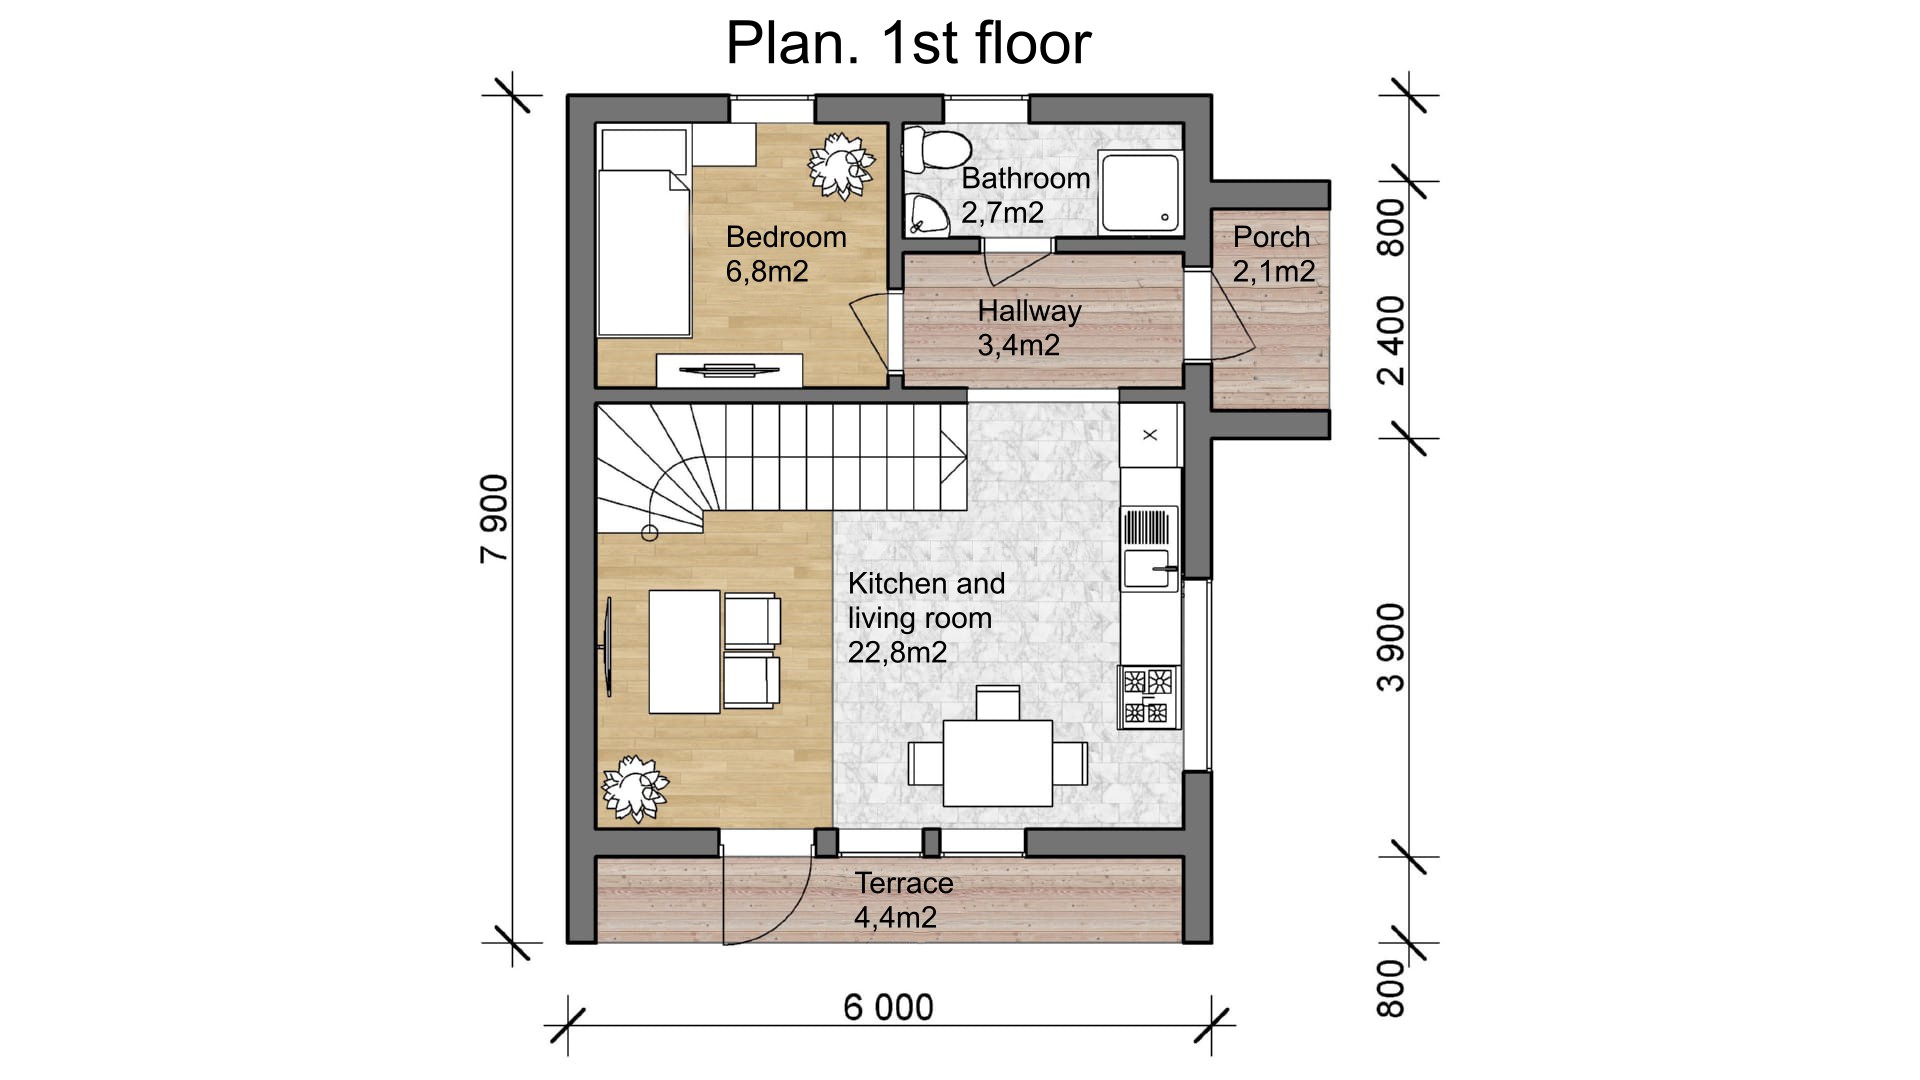 Plan. 1st floor
Bathroom
2,7m2
Bedroom
6,8m2
Porch
2,1m2
Hallway
3,4m2
x
Kitchen and
living room
22,8m2
Terrace
4,4m2
7 900
6 000
800
2 400
3 900
800